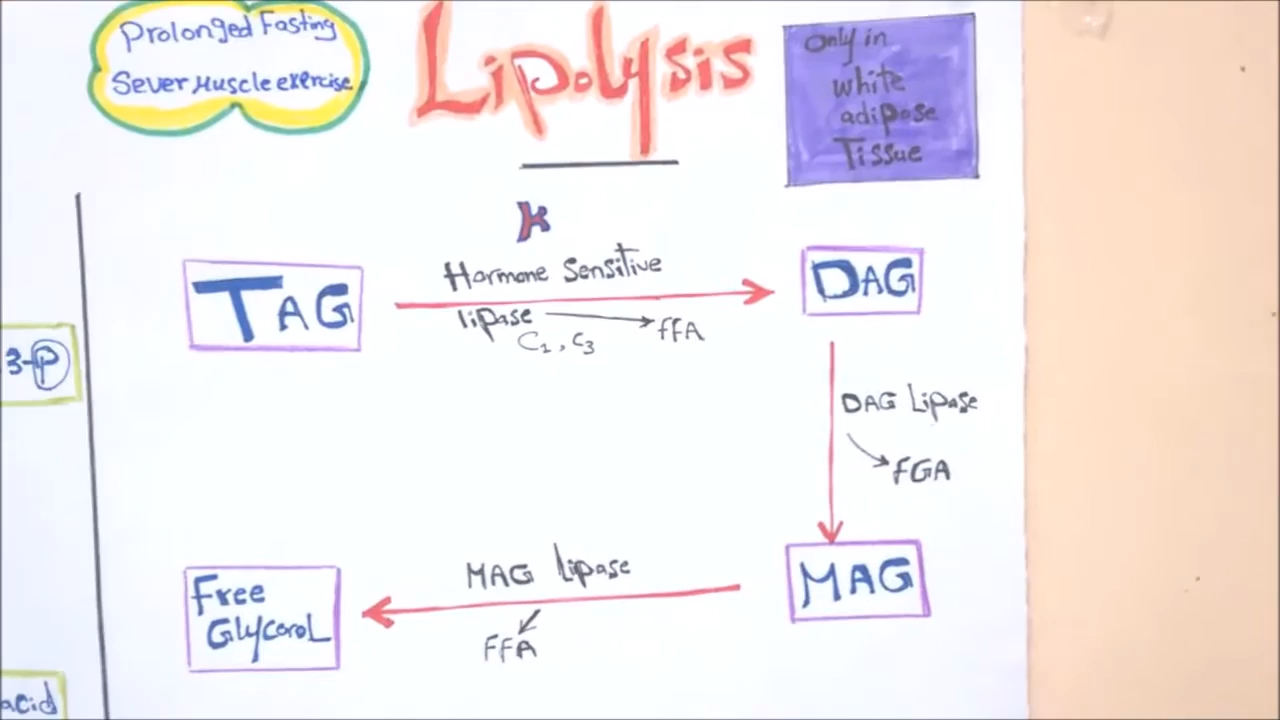 Prolonged Fasting
Sever Muscle exercise
Lipolysis
Only in
white
adipose
Tissue
Hormone Sensitive
lipase
C1, C3
FFA
TAG
DAG
3-P
DAG Lipase
FGA
MAG
MAG lipase
FFA
Free
Glycorol
acid